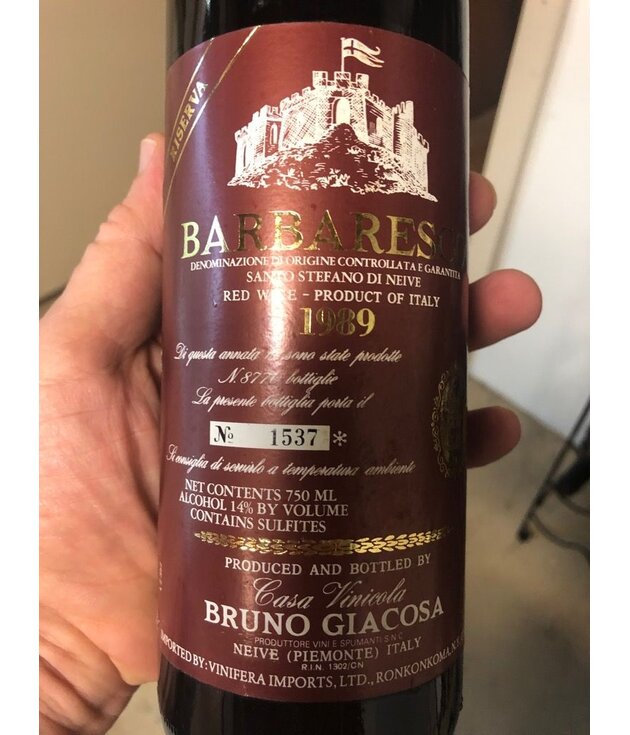 RISERVA
BARBARESC
DENOMINAZIONE DI ORIGINE CONTROLLATA E GARANTITA
SANTO STEFANO DI NEIVE
RED WINE - PRODUCT OF ITALY
1989
Di questa annata sono state prodotte
bottiglie
La presente bottiglia porta il
No 1537 *
Si consiglia di servirlo a temperatura ambiente
NET CONTENTS 750 ML
ALCOHOL 14% BY VOLUME
CONTAINS SULFITES
PRODUCED AND BOTTLED BY
Casa Vinicola
BRUNO GIACOSA
PRODUTTORE VINI E SPUMANTI S.N.C.
NEIVE (PIEMONTE) ITALY
R.I.N. 1302/CN
IMPORTED BY: VINIFERA IMPORTS, LTD., RONKONKOMA, N.Y.